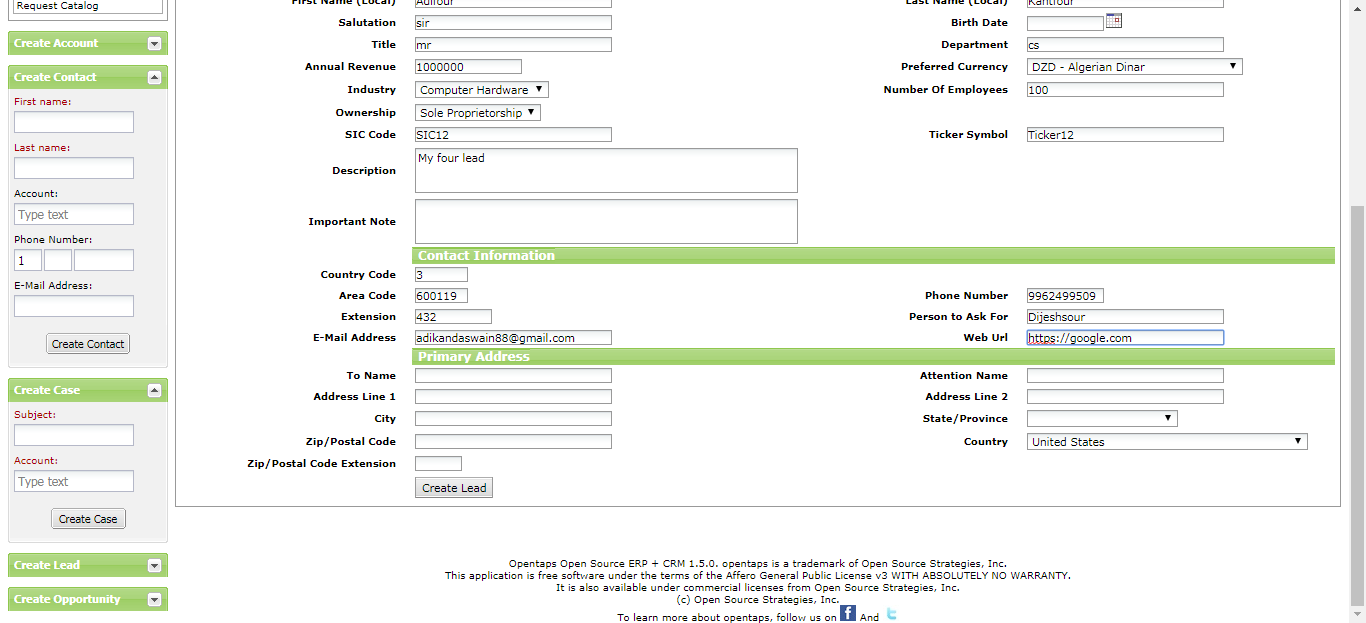 Request Catalog
Create Account
Create Contact
First name:
Last name:
Account:
Type text
Phone Number:
1
E-Mail Address:
Create Contact
Create Case
Subject:
Account:
Type text
Create Case
Create Lead
Create Opportunity
First Name (Local) Adifour Last Name (Local) Kantfour
Salutation sir Birth Date
Title mr Department cs
Annual Revenue 1000000 Preferred Currency DZD - Algerian Dinar
Industry Computer Hardware Number Of Employees 100
Ownership Sole Proprietorship
SIC Code SIC12 Ticker Symbol Ticker12
Description My four lead
Important Note
Contact Information
Country Code 3
Area Code 600119 Phone Number 9962499509
Extension 432 Person to Ask For Dijeshsour
E-Mail Address adikandaswain88@gmail.com Web Url https://google.com
Primary Address
To Name Attention Name
Address Line 1 Address Line 2
City State/Province
Zip/Postal Code Country United States
Zip/Postal Code Extension
Create Lead
Opentaps Open Source ERP + CRM 1.5.0. opentaps is a trademark of Open Source Strategies, Inc.
This application is free software under the terms of the Affero General Public License v3 WITH ABSOLUTELY NO WARRANTY.
It is also available under commercial licenses from Open Source Strategies, Inc.
(c) Open Source Strategies, Inc.
To learn more about opentaps, follow us on f And t